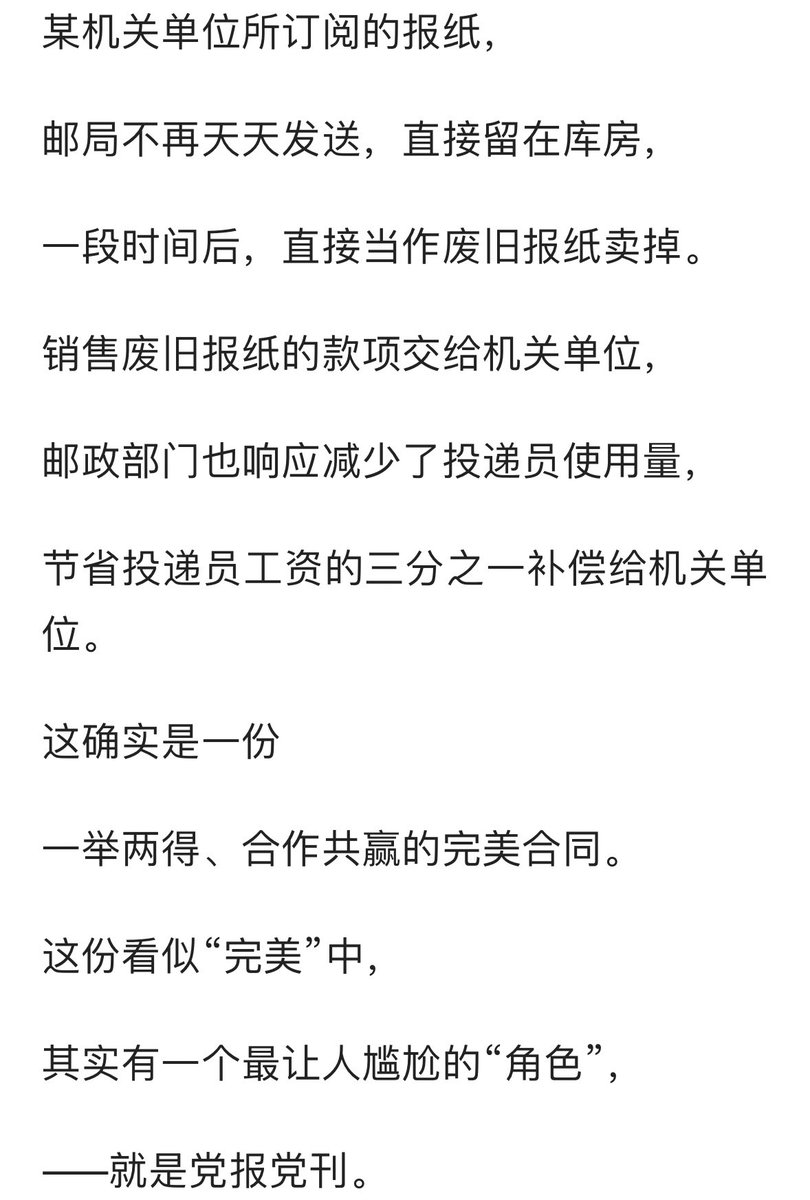 某机关单位所订阅的报纸，
邮局不再天天发送，直接留在库房，
一段时间后，直接当作废旧报纸卖掉。
销售废旧报纸的款项交给机关单位，
邮政部门也响应减少了投递员使用量，
节省投递员工资的三分之一补偿给机关单
位。
这确实是一份
一举两得、合作共赢的完美合同。
这份看似“完美”中，
其实有一个最让人尴尬的“角色”，
——就是党报党刊。